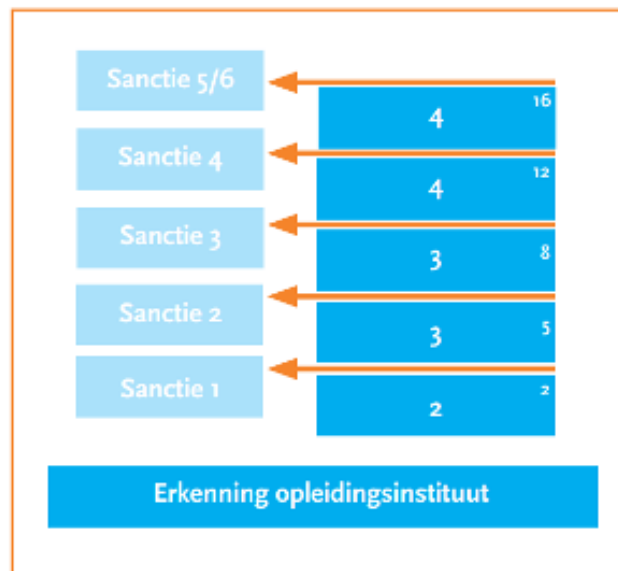 Sanctie 5/6
16
4
Sanctie 4
12
4
Sanctie 3
8
3
Sanctie 2
5
3
Sanctie 1
2
2
Erkenning opleidingsinstituut